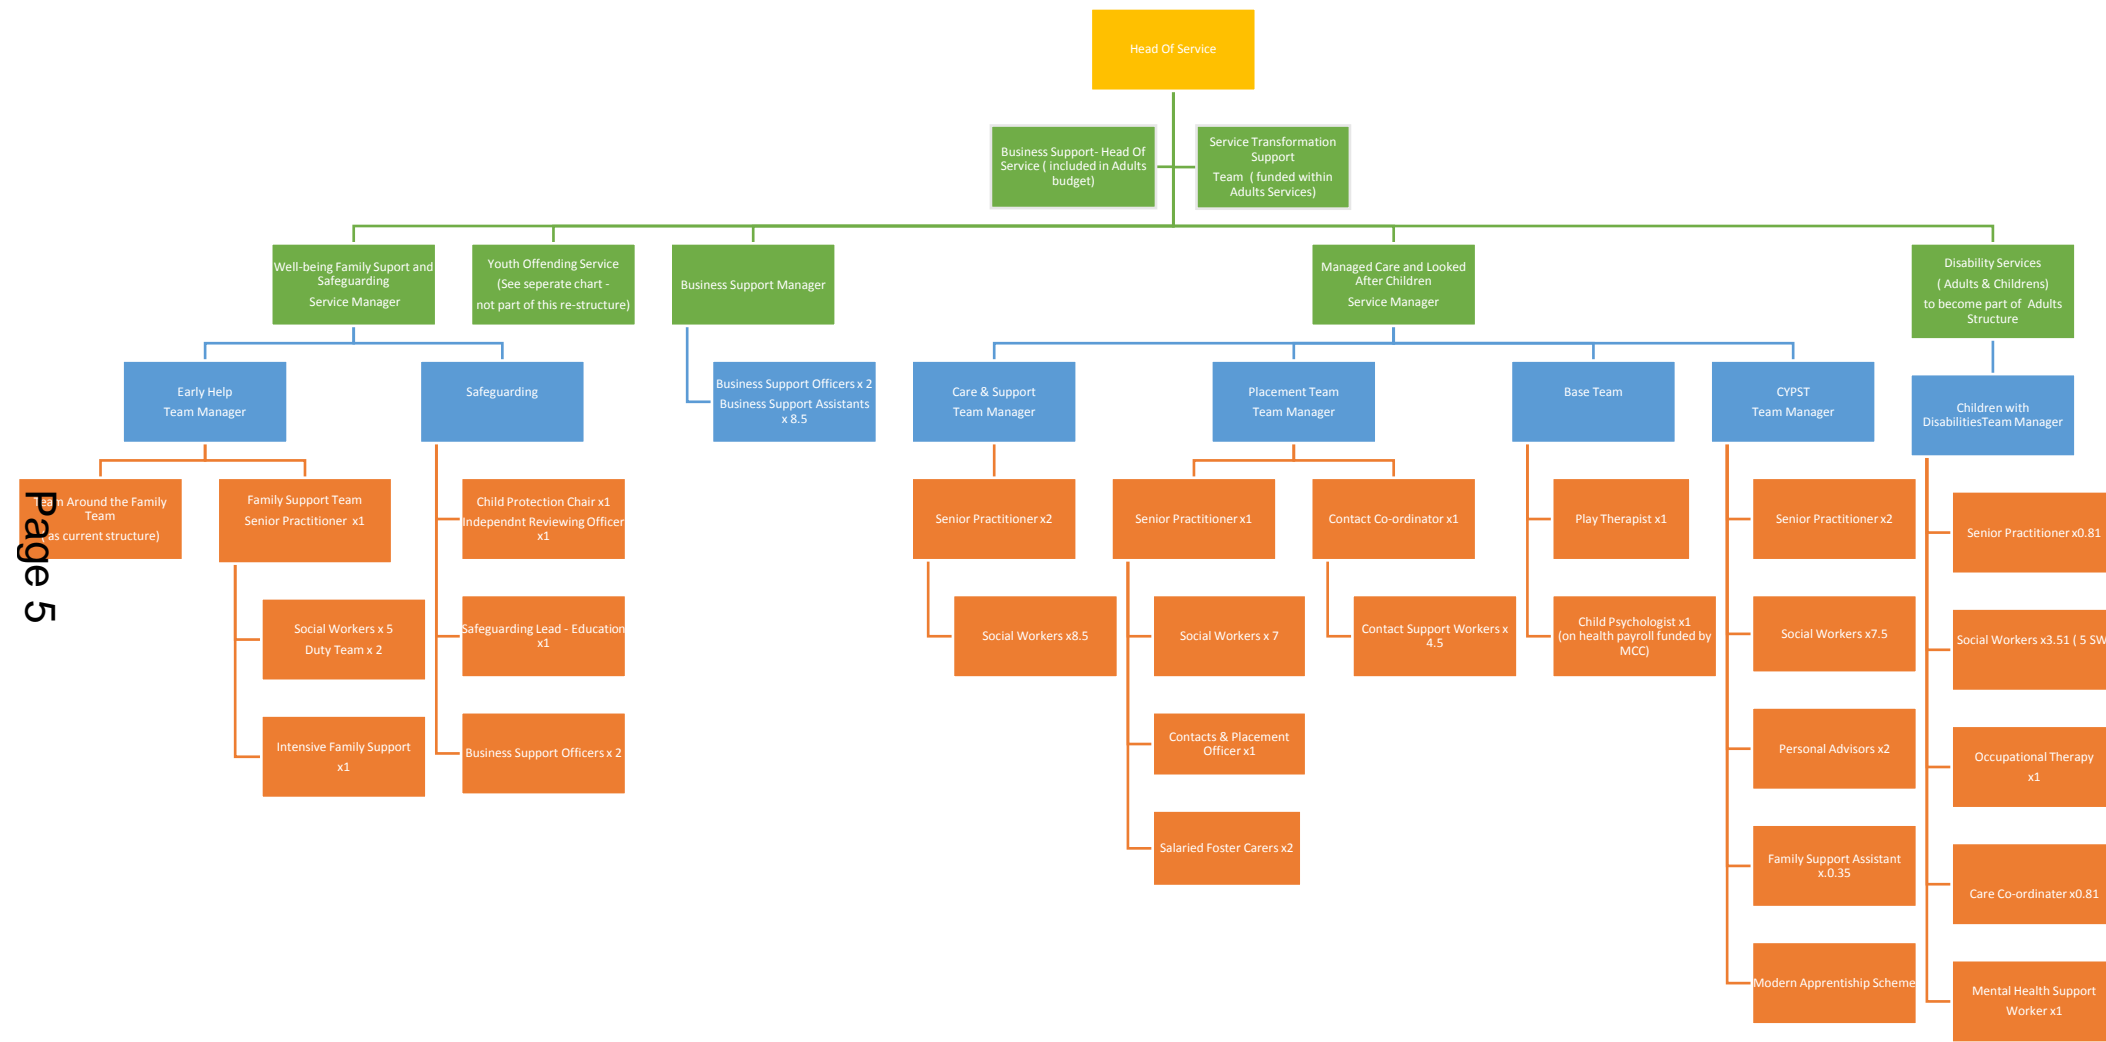 Head Of Service
Business Support- Head Of
Service ( included in Adults
budget)
Service Transformation
Support
Team  ( funded within
Adults Services)
Well-being Family Suport and
Safeguarding
Service Manager
Youth Offending Service
(See seperate chart -
not part of this re-structure)
Business Support Manager
Managed Care and Looked
After Children
Service Manager
Disability Services
( Adults & Childrens)
to become part of  Adults
Structure
Early Help
Team Manager
Safeguarding
Business Support Officers x 2
Business Support Assistants
x 8.5
Care & Support
Team Manager
Placement Team
Team Manager
Base Team
CYPST
Team Manager
Children with
DisabilitiesTeam Manager
Team Around the Family
Team
( as current structure)
Family Support Team
Senior Practitioner  x1
Social Workers x 5
Duty Team x 2
Intensive Family Support
x1
Child Protection Chair x1
Independnt Reviewing Officer
x1
Safeguarding Lead - Education
x1
Business Support Officers x 2
Senior Practitioner x2
Social Workers x8.5
Senior Practitioner x1
Social Workers x 7
Contacts & Placement
Officer x1
Salaried Foster Carers x2
Contact Co-ordinator x1
Contact Support Workers x
4.5
Play Therapist x1
Child Psychologist x1
(on health payroll funded by
MCC)
Senior Practitioner x2
Social Workers x7.5
Personal Advisors x2
Family Support Assistant
x.0.35
Modern Apprentiship Scheme
Senior Practitioner x0.81
Social Workers x3.51 ( 5 SW
Occupational Therapy
x1
Care Co-ordinater x0.81
Mental Health Support
Worker x1
Page 5